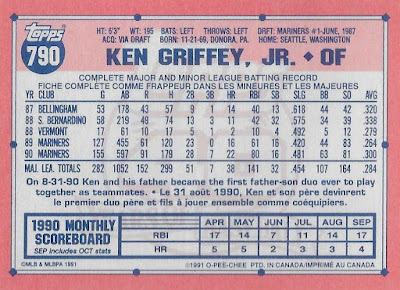 topps
790
HT: 6'3" WT: 195 BATS: LEFT THROWS: LEFT DRFT: MARINERS #1-JUNE, 1987
ACQ: VIA DRAFT BORN: 11-21-69, DONORA, PA. HOME: SEATTLE, WASHINGTON
KEN GRIFFEY, JR. ♦ OF
COMPLETE MAJOR AND MINOR LEAGUE BATTING RECORD
FICHE COMPLETE COMME FRAPPEUR DANS LES MINEURES ET LES MAJEURES
YR CLUB G AB R H 2B 3B HR RBI SB SLG BB SO AVG
87 BELLINGHAM 53 178 43 57 9 1 14 40 13 .618 44 42 .320
88 S. BERNARDINO 58 219 50 74 13 3 11 42 32 .575 34 39 .338
88 VERMONT 17 61 10 17 5 1 2 10 4 .492 5 12 .279
89 MARINERS 127 455 61 120 23 0 16 61 16 .420 44 83 .264
90 MARINERS 155 597 91 179 28 7 22 80 16 .481 63 81 .300
MAJ. LEA. TOTALS 282 1052 152 299 51 7 38 141 32 .454 107 164 .284
On 8-31-90 Ken and his father became the first father-son duo ever to play
together as teammates. • Le 31 août 1990, Ken et son père devinrent
le premier duo père et fils à jouer ensemble comme coéquipiers.
1990 MONTHLY
SCOREBOARD
SEP includes OCT stats
APR MAY JUN JUL AUG SEP
RBI 17 14 7 11 14 17
HR 5 5 2 3 3 4
©MLB & MLBPA 1991
©1991 O-PEE-CHEE PTD. IN CANADA/IMPRIMÉ AU CANADA